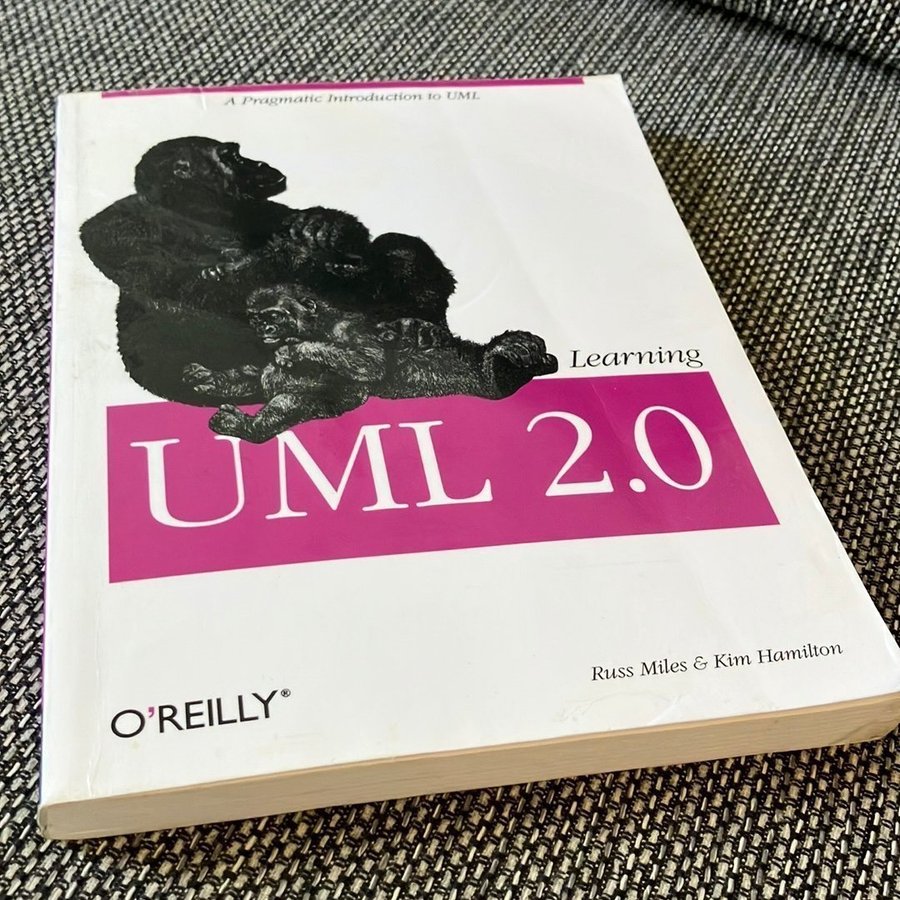 A Pragmatic Introduction to UML
Learning
UML 2.0
Russ Miles & Kim Hamilton
O'REILLY®